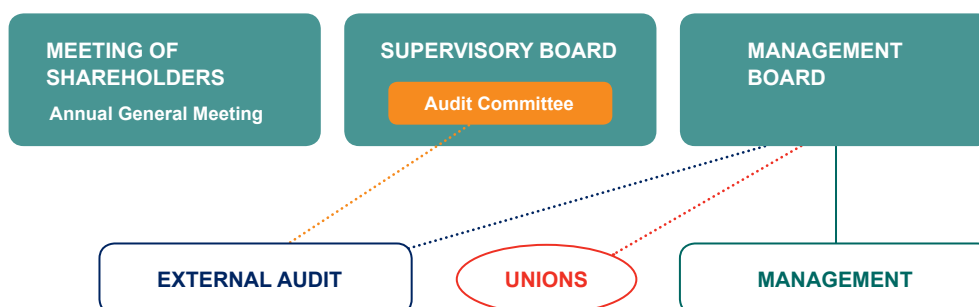 MEETING OF
SHAREHOLDERS
Annual General Meeting
SUPERVISORY BOARD
Audit Committee
MANAGEMENT
BOARD
EXTERNAL AUDIT
UNIONS
MANAGEMENT